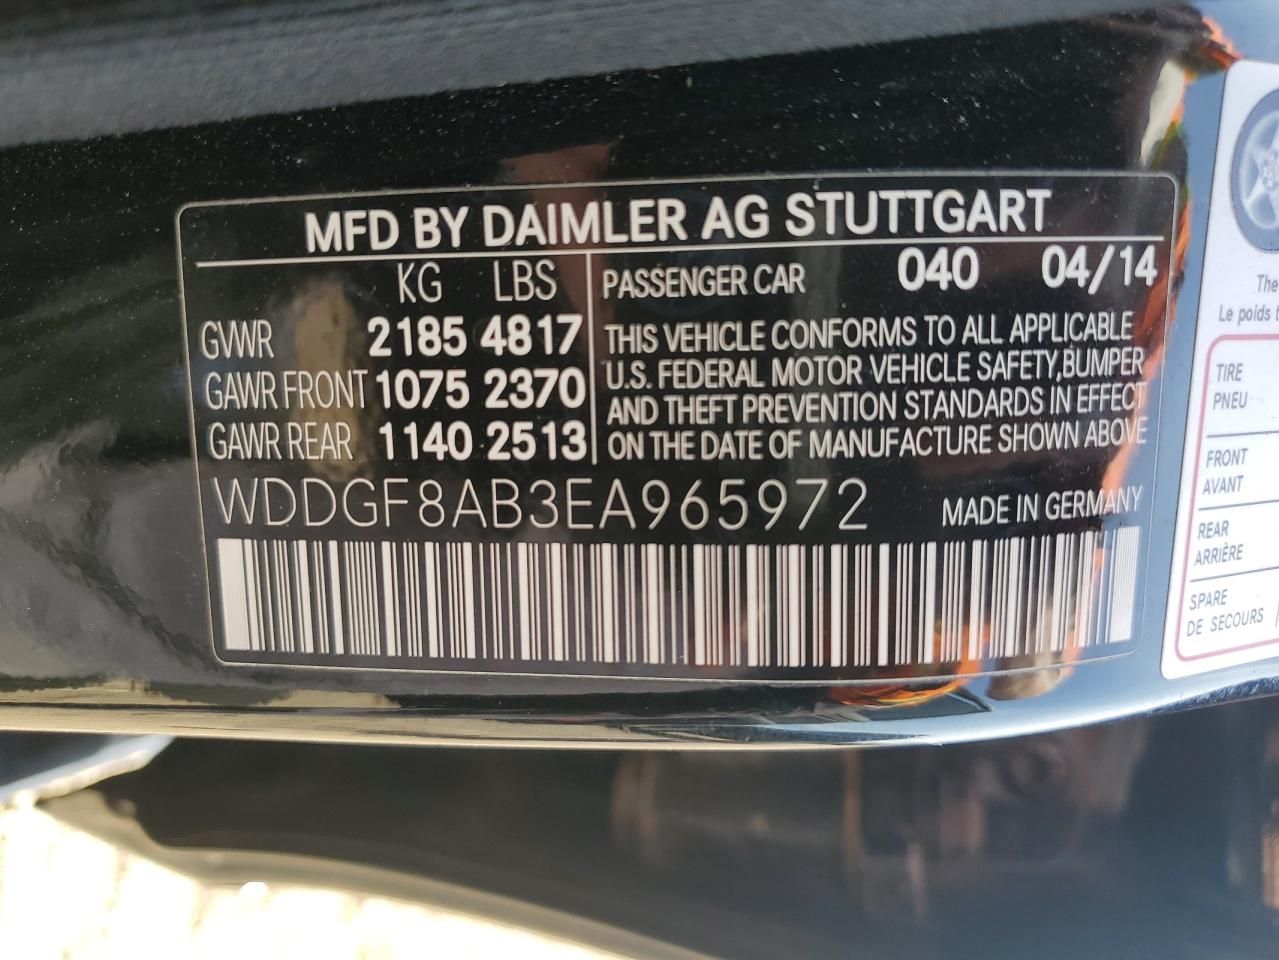 MFD BY DAIMLER AG STUTTGART
KG LBS
GWWR 2185 4817
GAWR FRONT 1075 2370
GAWR REAR 1140 2513
PASSENGER CAR 040 04/14
THIS VEHICLE CONFORMS TO ALL APPLICABLE
U.S. FEDERAL MOTOR VEHICLE SAFETY,BUMPER
AND THEFT PREVENTION STANDARDS IN EFFECT
ON THE DATE OF MANUFACTURE SHOWN ABOVE
WDDGF8AB3EA965972 MADE IN GERMANY
The
Le poids
TIRE
PNEU
FRONT
AVANT
REAR
ARRIÈRE
SPARE
DE SECOURS